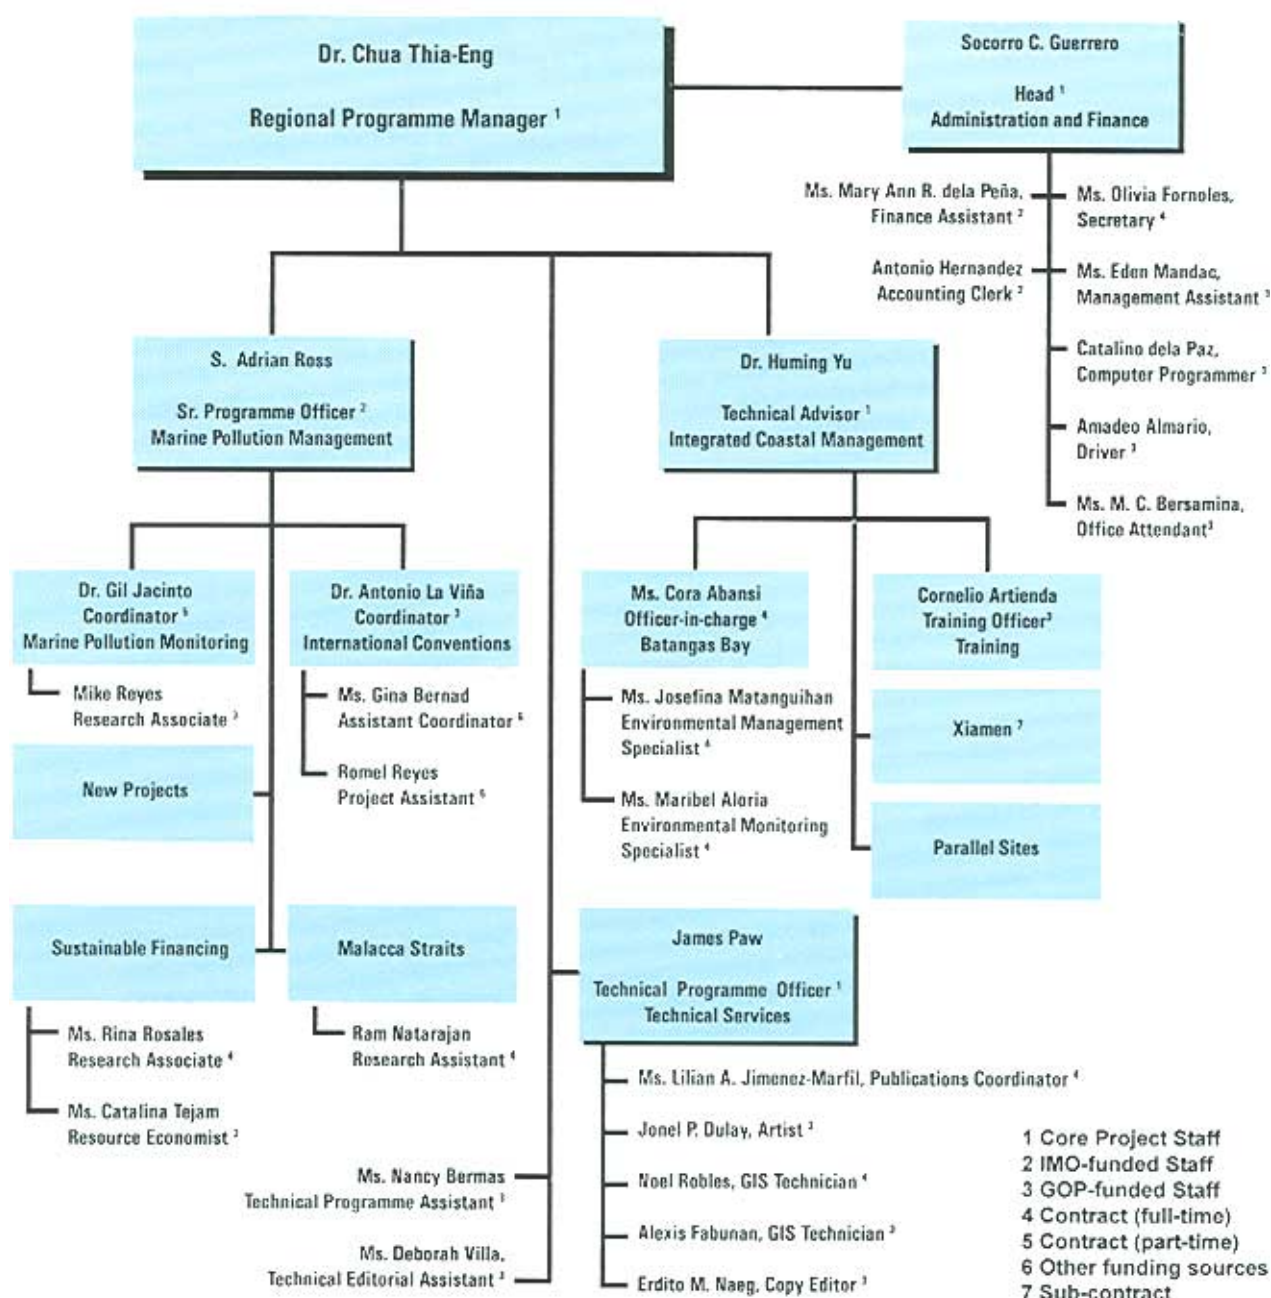 Dr. Chua Thia-Eng
Regional Programme Manager 1
Socorro C. Guerrero
Head 1
Administration and Finance
Ms. Mary Ann R. dela Peña,
Finance Assistant 2
Antonio Hernandez
Accounting Clerk 2
Ms. Olivia Fornoles,
Secretary 4
Ms. Eden Mandac,
Management Assistant 3
Catalino dela Paz,
Computer Programmer 3
Amadeo Almario,
Driver 3
Ms. M. C. Bersamina,
Office Attendant3
S. Adrian Ross
Sr. Programme Officer 2
Marine Pollution Management
Dr. Huming Yu
Technical Advisor 1
Integrated Coastal Management
Dr. Gil Jacinto
Coordinator 5
Marine Pollution Monitoring
Mike Reyes
Research Associate 3
Dr. Antonio La Viña
Coordinator 3
International Conventions
Ms. Gina Bernad
Assistant Coordinator 6
Romel Reyes
Project Assistant 6
New Projects
Sustainable Financing
Ms. Rina Rosales
Research Associate 4
Ms. Catalina Tejam
Resource Economist 3
Malacca Straits
Ram Natarajan
Research Assistant 4
Ms. Cora Abansi
Officer-in-charge 4
Batangas Bay
Ms. Josefina Matanguihan
Environmental Management
Specialist 4
Ms. Maribel Aloria
Environmental Monitoring
Specialist 4
Cornelio Artienda
Training Officer3
Training
Xiamen 7
Parallel Sites
James Paw
Technical Programme Officer 1
Technical Services
Ms. Lilian A. Jimenez-Marfil, Publications Coordinator 4
Jonel P. Dulay, Artist 3
Noel Robles, GIS Technician 4
Alexis Fabunan, GIS Technician 3
Erdito M. Naeg, Copy Editor 3
Ms. Nancy Bermas
Technical Programme Assistant 3
Ms. Deborah Villa,
Technical Editorial Assistant 3
1 Core Project Staff
2 IMO-funded Staff
3 GOP-funded Staff
4 Contract (full-time)
5 Contract (part-time)
6 Other funding sources
7 Sub-contract